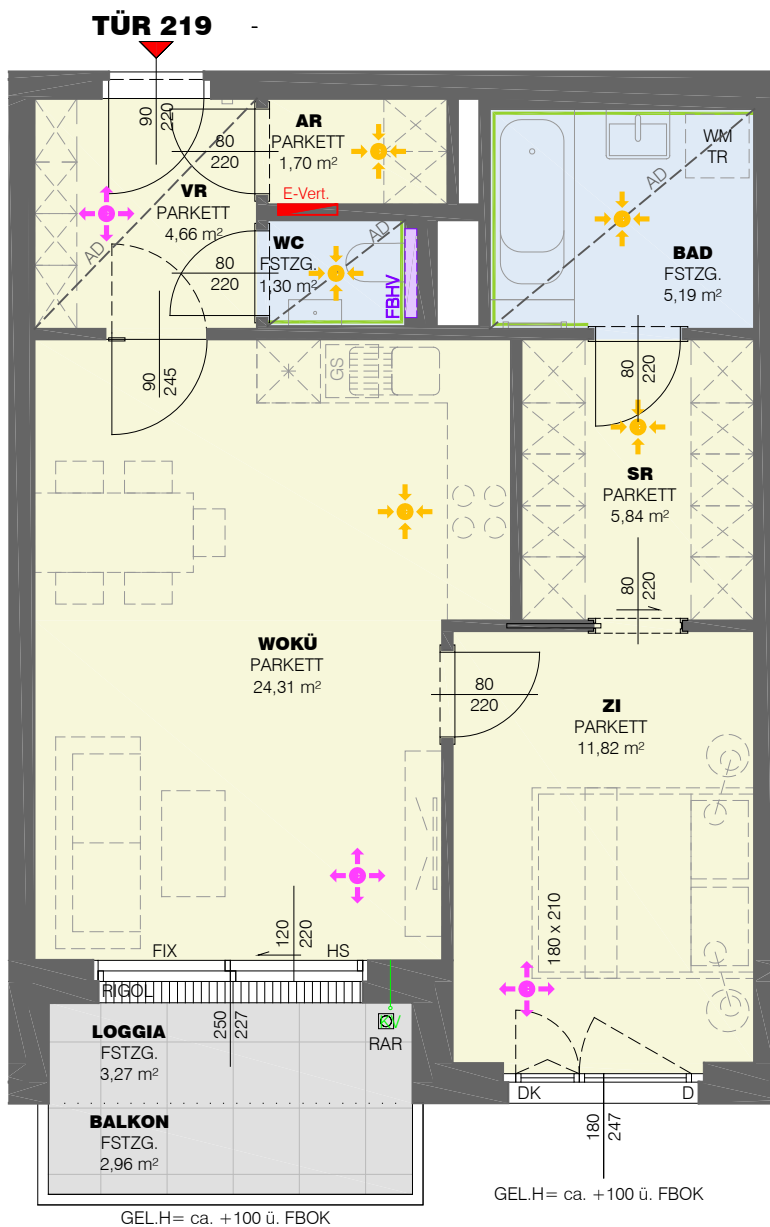 TÜR 219 -
90
220
80
220
AR
PARKETT
1,70 m²
E-Vert.
VR
PARKETT
4,66 m²
AD
80
220
WC
FSTZG.
1,30 m²
AD
FBHV
WM
TR
AD
BAD
FSTZG.
5,19 m²
90
245
GS
80
220
SR
PARKETT
5,84 m²
80
220
WOKÜ
PARKETT
24,31 m²
80
220
ZI
PARKETT
11,82 m²
180 x 210
120
220
FIX
HS
RIGOL
250
227
RAR
LOGGIA
FSTZG.
3,27 m²
DK
D
180
247
BALKON
FSTZG.
2,96 m²
GEL.H= ca. +100 ü. FBOK
GEL.H= ca. +100 ü. FBOK